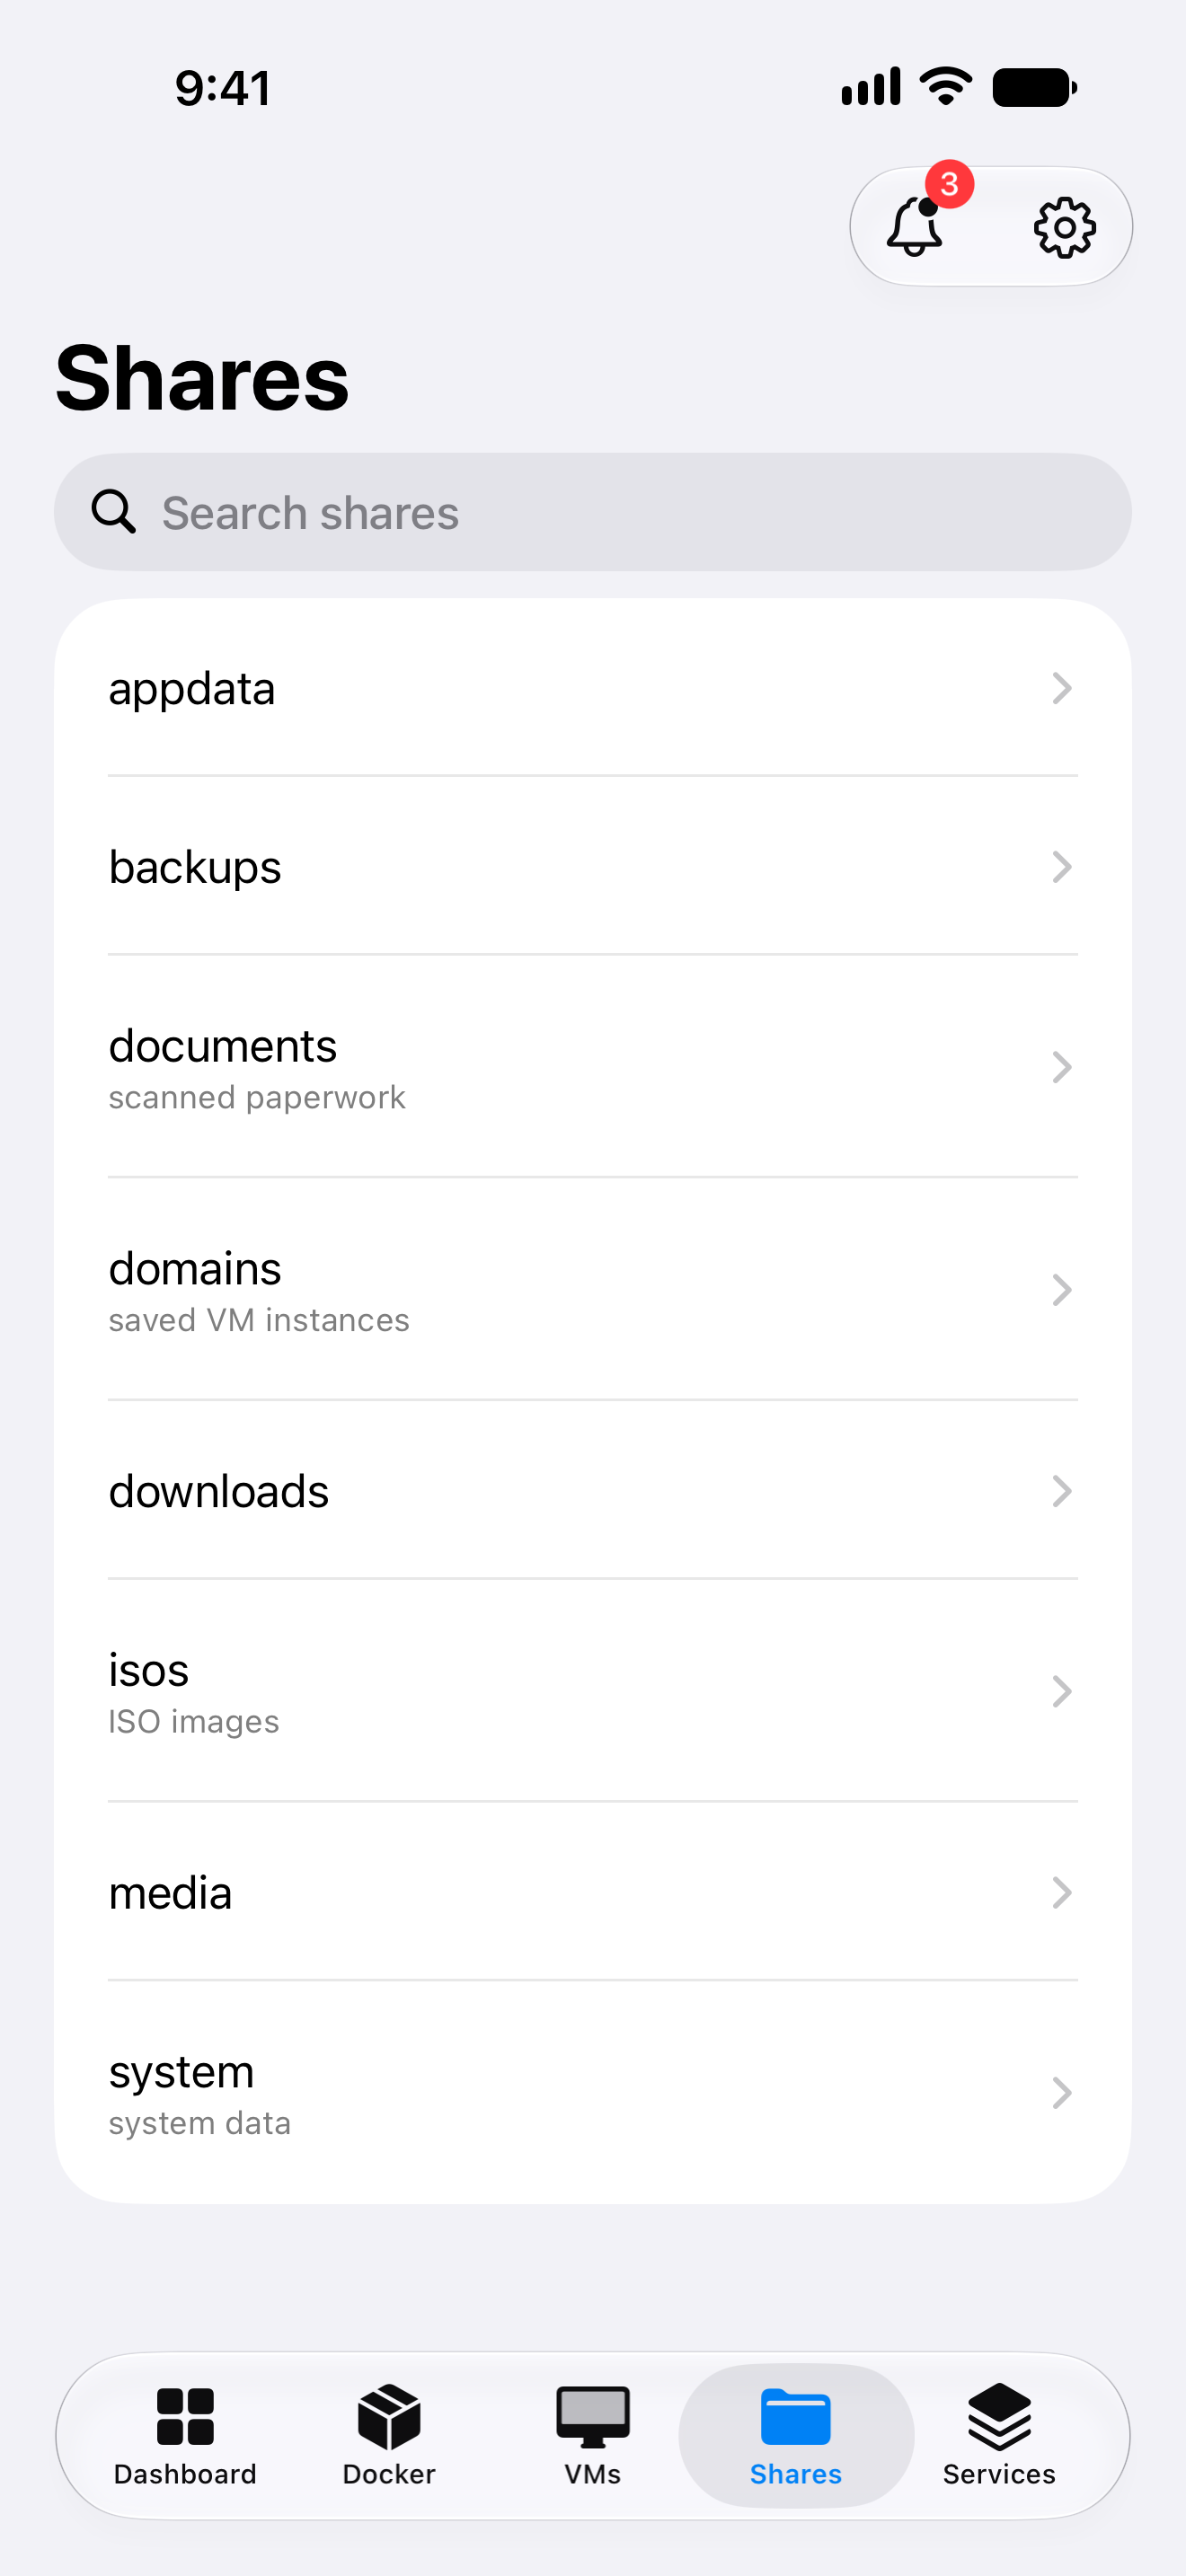 9:41
3
Shares
Search shares
appdata
backups
documents
scanned paperwork
domains
saved VM instances
downloads
isos
ISO images
media
system
system data
Dashboard
Docker
VMs
Shares
Services